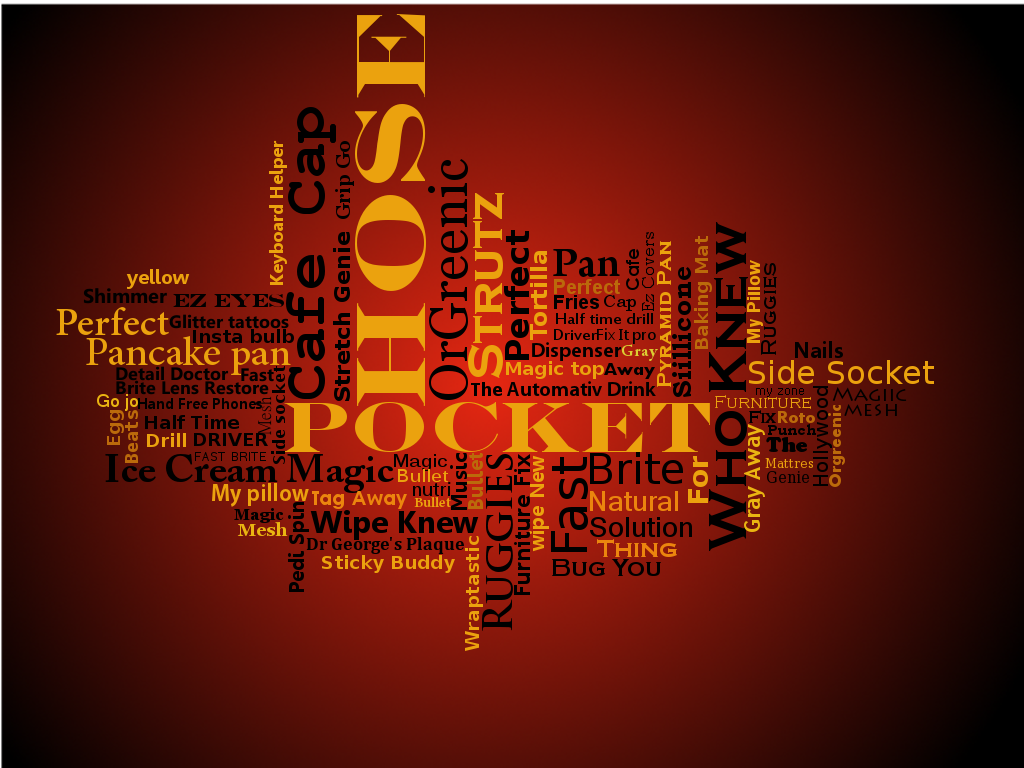 HOSE
Cafe Cap
Keyboard Helper
Grip Go
Stretch Genie
OrGreenic
STRUTZ
Perfect
Tortilla
Pan
Cafe
Ez Covers
Perfect
Fries
Cap
Half time drill
DriverFix It pro
Dispenser
Gray
Magic top
Away
The Automativ Drink
PYRAMID PAN
Siillicone
Baking Mat
WHO KNEW
My Pillow
RUGGIES
yellow
Shimmer
EZ EYES
Perfect
Glitter tattoos
Insta bulb
Pancake pan
Detail Doctor
Fast
Brite Lens Restore
Go jo
Hand Free Phones
Mesh
Side socket
Egg
Beats
Half Time
Drill
DRIVER
FAST BRITE
POCKET
Nails
Side Socket
my zone
FURNITURE
Fix
Roto
Punch
The
Mattres
Genie
Hollywood
Orgreenic
MAGIIC
MESH
Gray Away
Ice Cream Magic
Magic
Bullet
nutri
Bullet
Music
Bullet
My pillow
Tag Away
Magic
Mesh
Pedi Spin
Wipe Knew
Dr George's Plaque
Sticky Buddy
Wraptastic
RUGGIES
Furniture Fix
wipe New
Fast
Brite
For
Natural
Solution
THING
BUG YOU